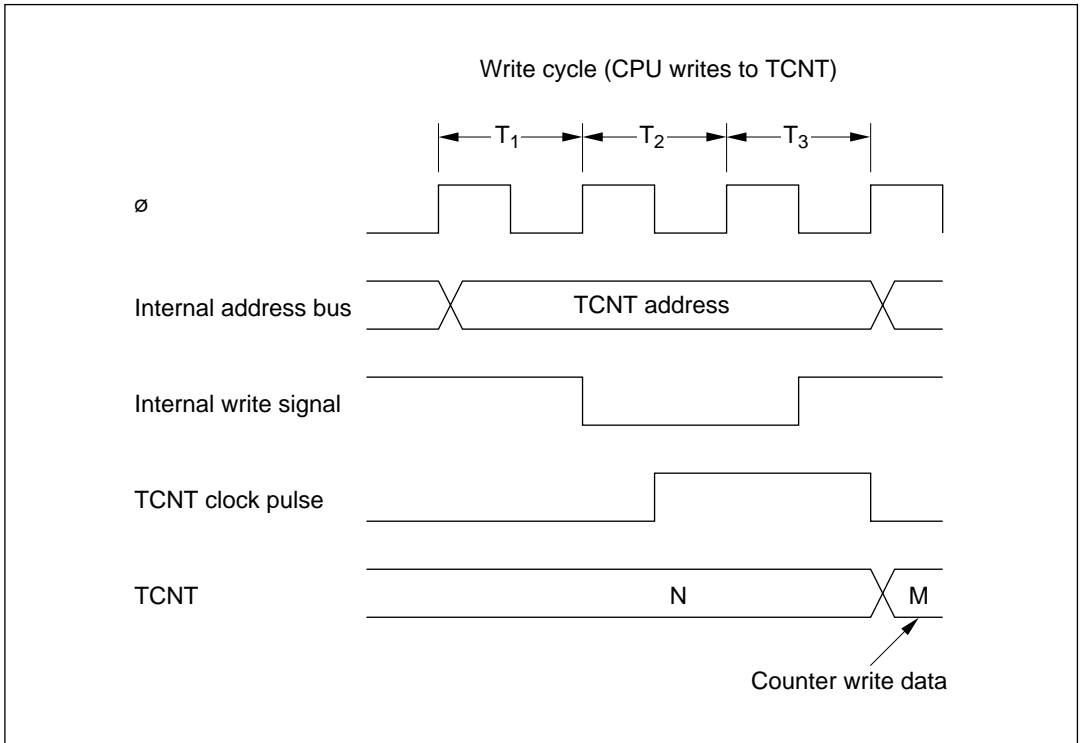 Write cycle (CPU writes to TCNT)
T1 T2 T3
ø
Internal address bus TCNT address
Internal write signal
TCNT clock pulse
TCNT N M
Counter write data